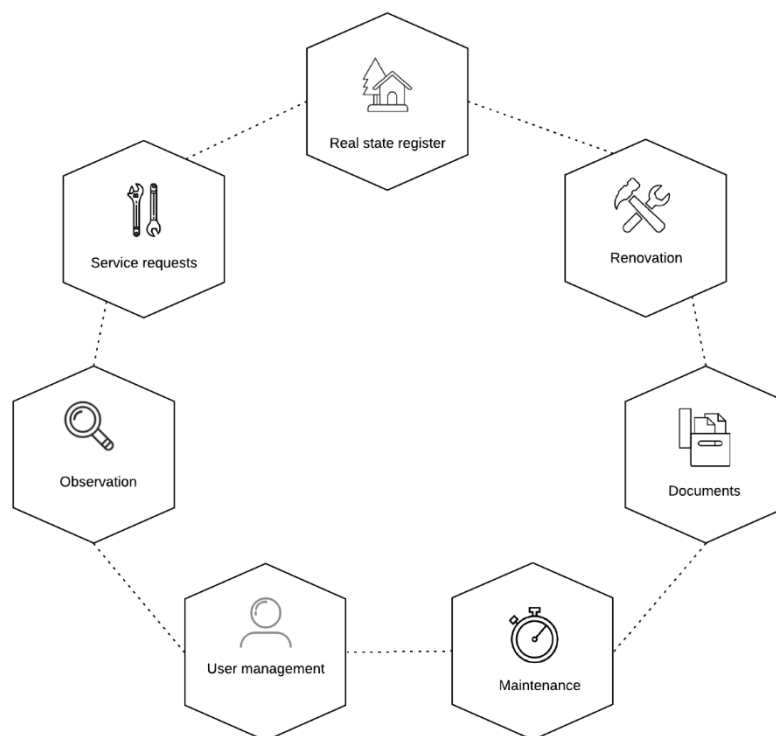 Real state register
Service requests
Renovation
Observation
Documents
User management
Maintenance